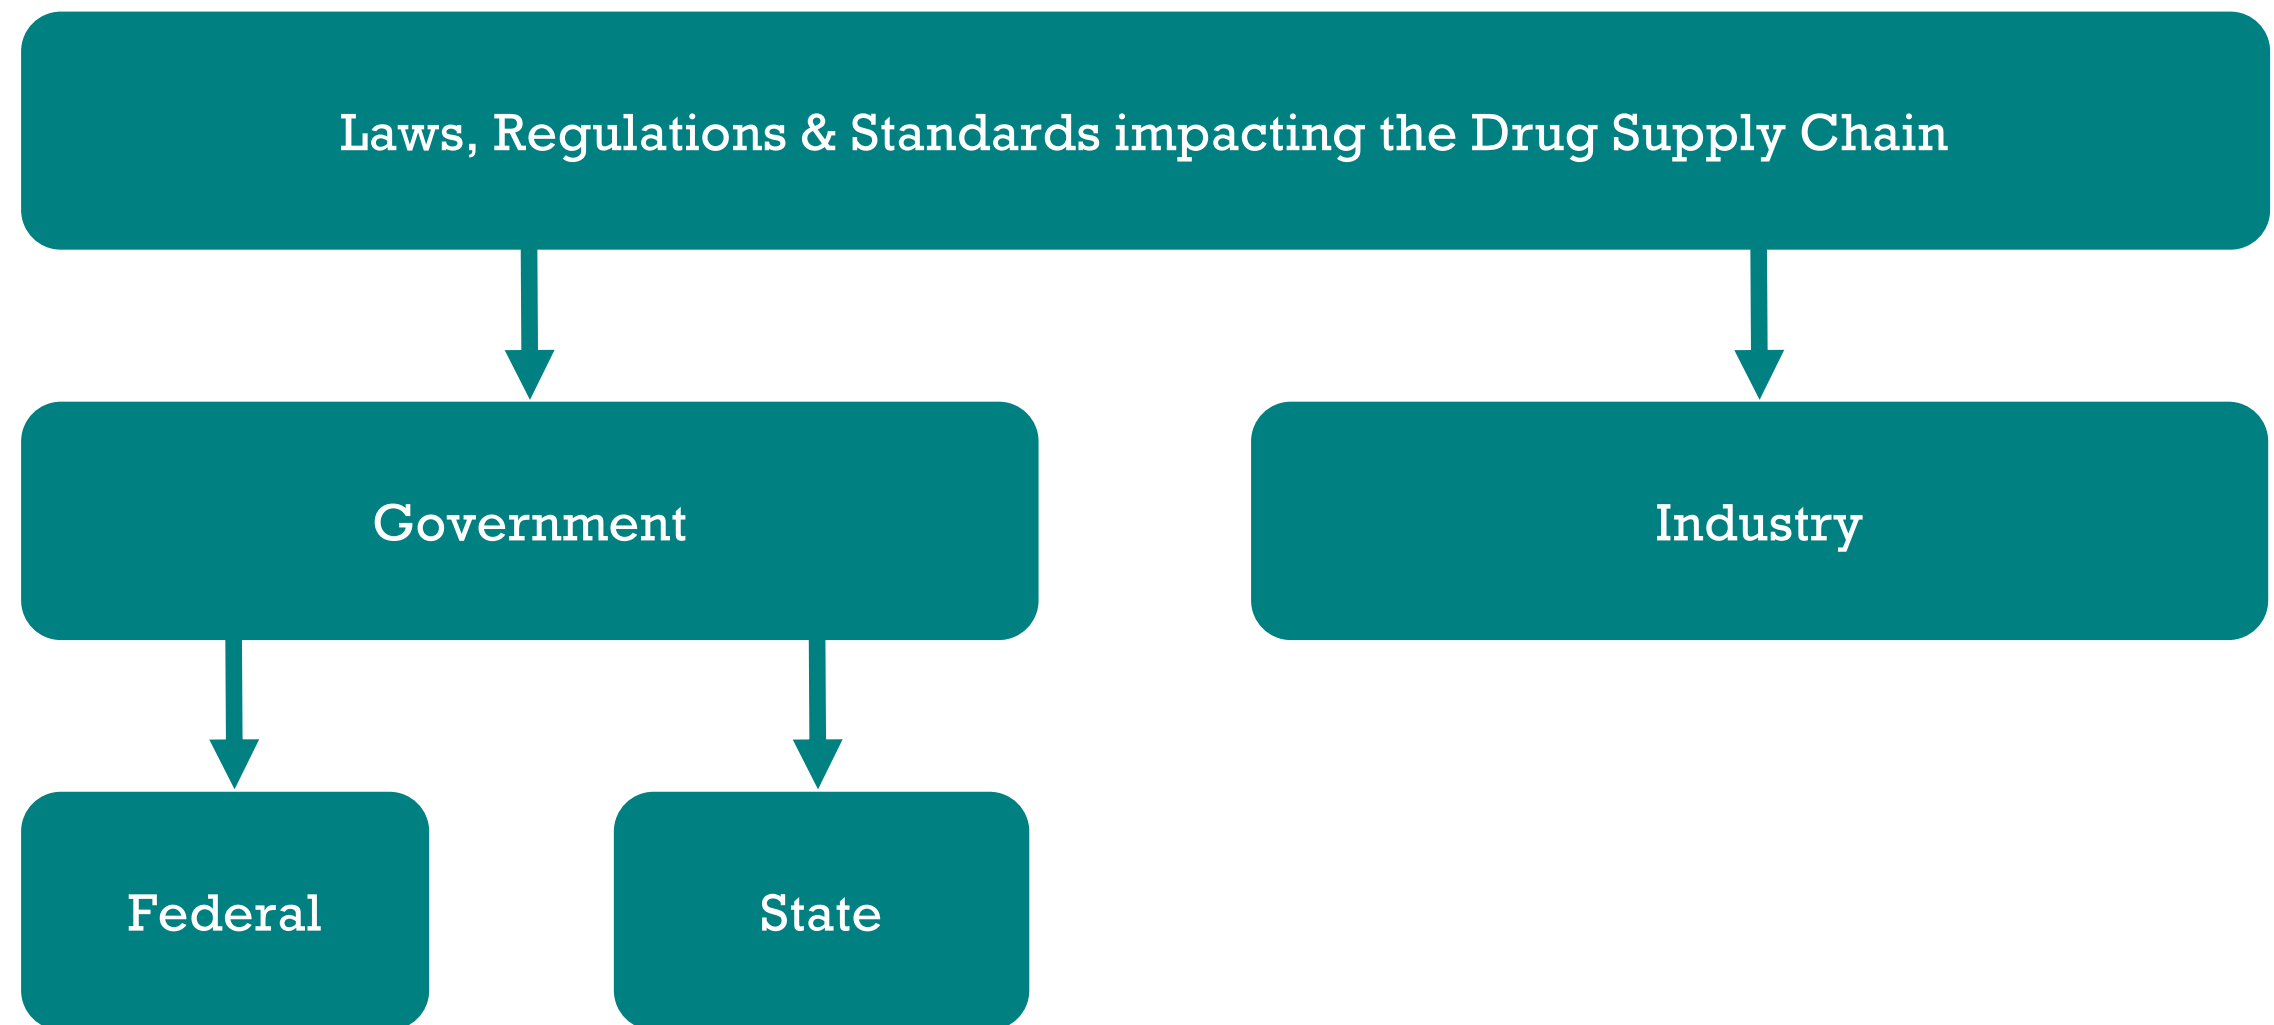 Laws, Regulations & Standards impacting the Drug Supply Chain
Government
Industry
Federal
State